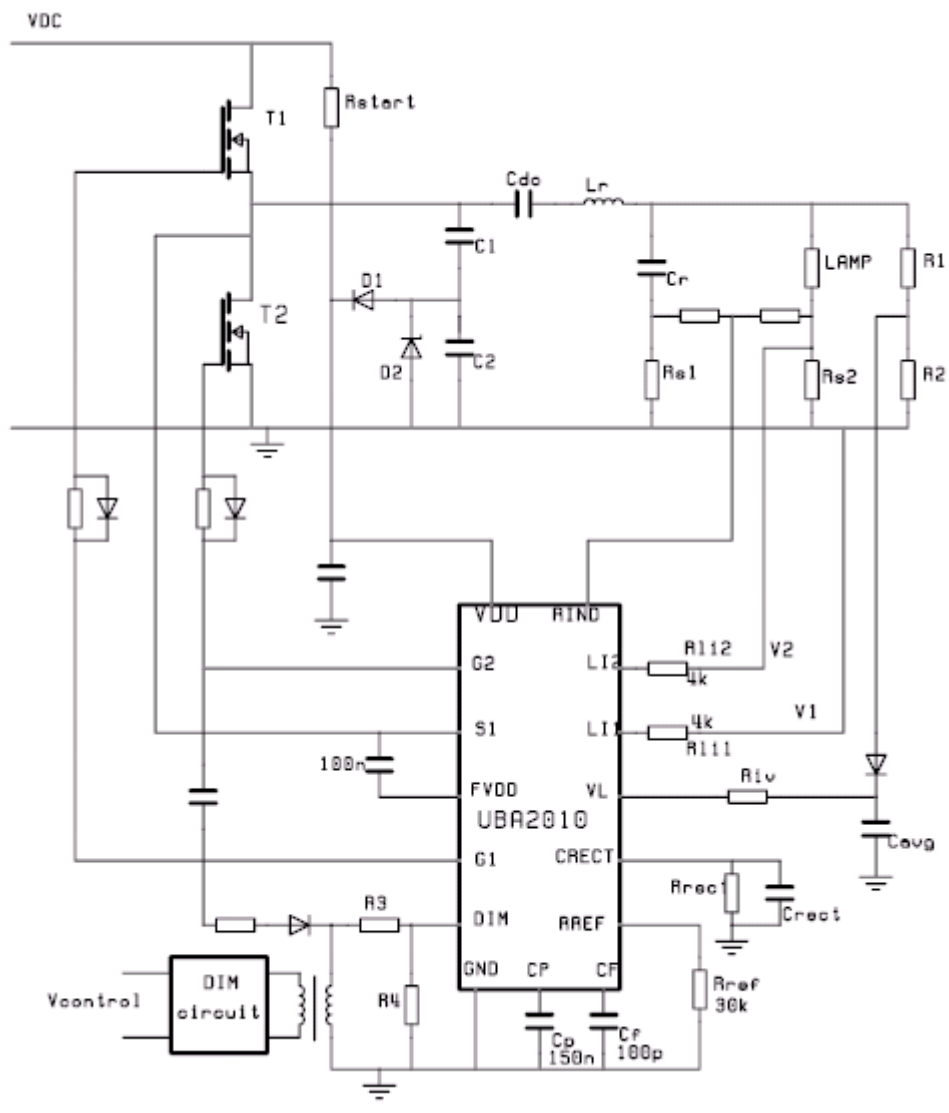 VDC
T1
Rstart
Cdc
Lr
C1
D1
T2
D2
C2
Cr
LAMP
R1
Rs1
Rs2
R2
VDD
RIND
G2
LI2
Rli2
4k
V2
S1
LI1
4k
Rli1
V1
100n
FVDD
VL
Riv
UBA2010
Cavg
G1
CRECT
Rrect
Crect
R3
DIM
RREF
GND
CP
CF
Rref
30k
Vcontrol
DIM
circuit
R4
Cp
150n
Cf
100p